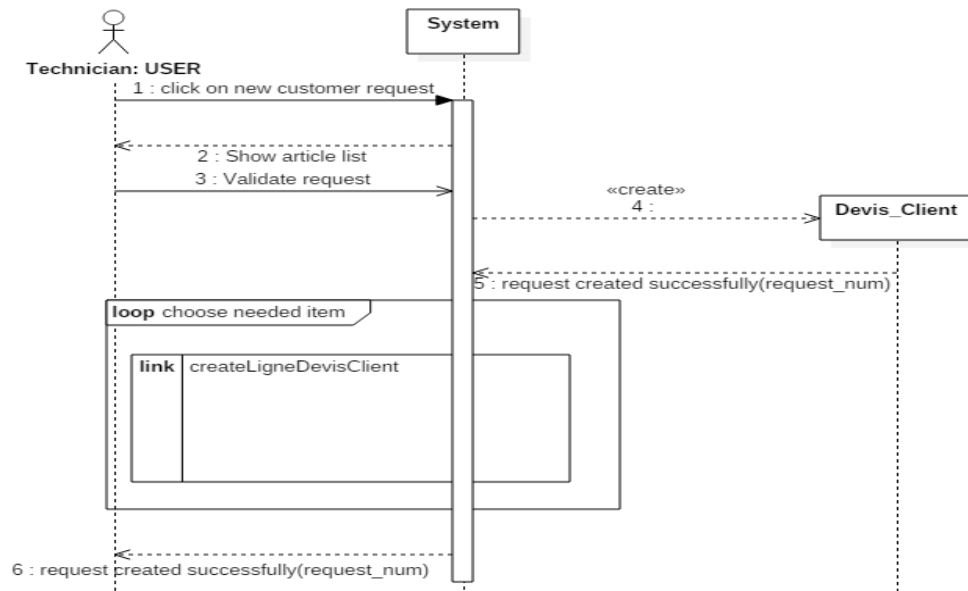 System
Technician: USER
1 : click on new customer request
2 : Show article list
3 : Validate request
«create»
4 :
Devis_Client
5 : request created successfully(request_num)
loop choose needed item
link createLigneDevisClient
6 : request created successfully(request_num)